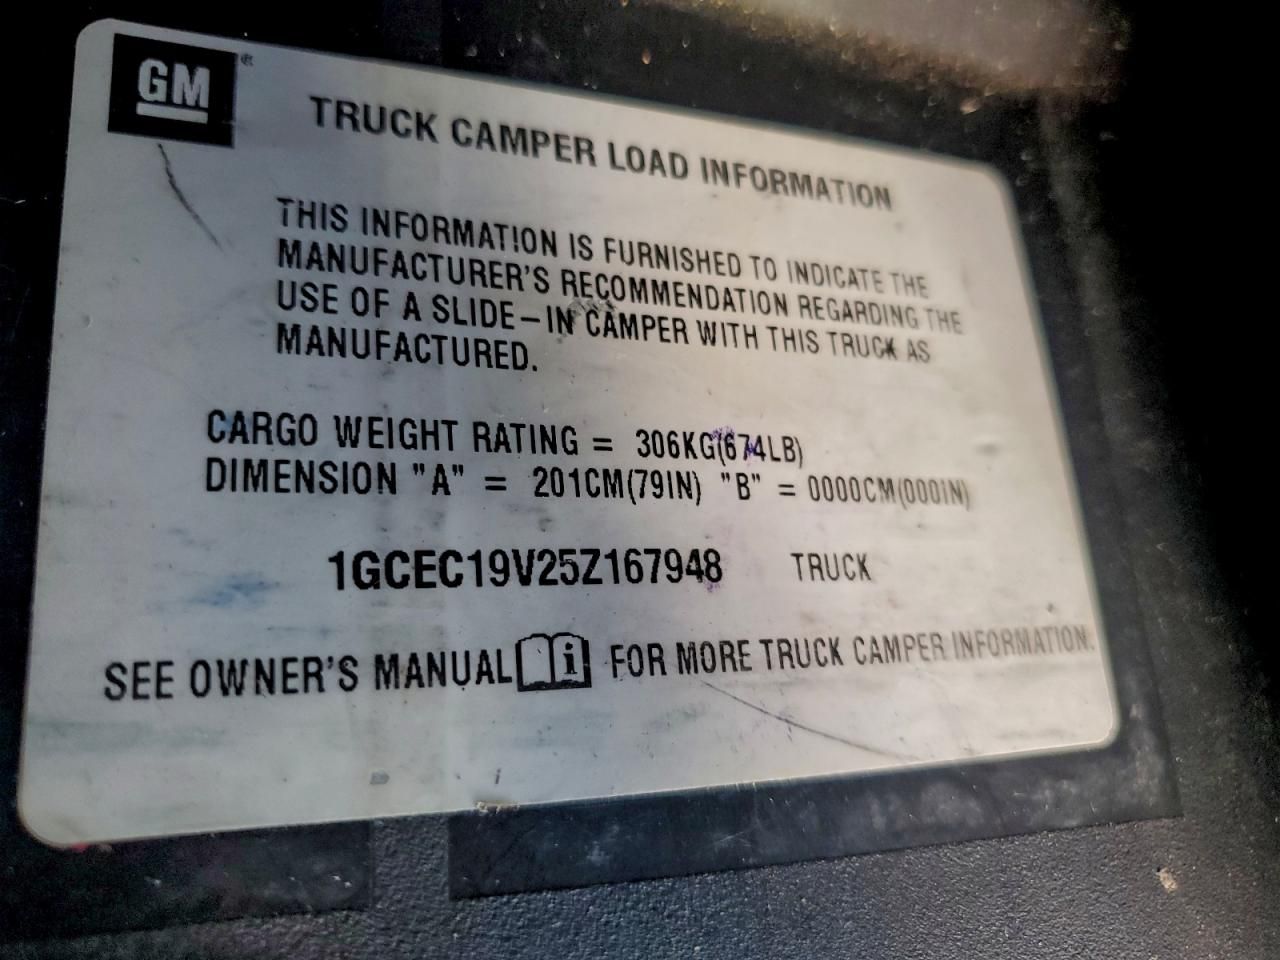 GM®
TRUCK CAMPER LOAD INFORMATION
THIS INFORMATION IS FURNISHED TO INDICATE THE
MANUFACTURER'S RECOMMENDATION REGARDING THE
USE OF A SLIDE-IN CAMPER WITH THIS TRUCK AS
MANUFACTURED.
CARGO WEIGHT RATING = 306KG(674LB)
DIMENSION "A" = 201CM(79IN) "B" = 0000CM(000IN)
1GCEC19V25Z167948 TRUCK
SEE OWNER'S MANUAL i FOR MORE TRUCK CAMPER INFORMATION.